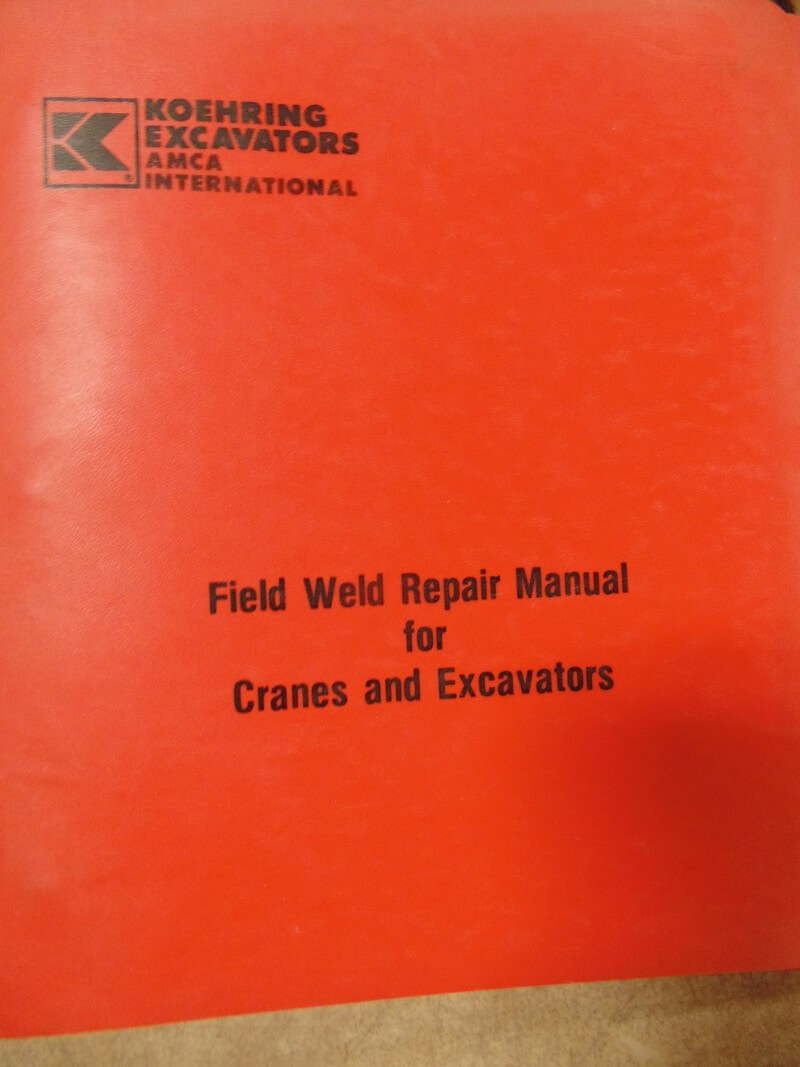 KOEHRING
EXCAVATORS
AMCA
INTERNATIONAL
Field Weld Repair Manual
for
Cranes and Excavators